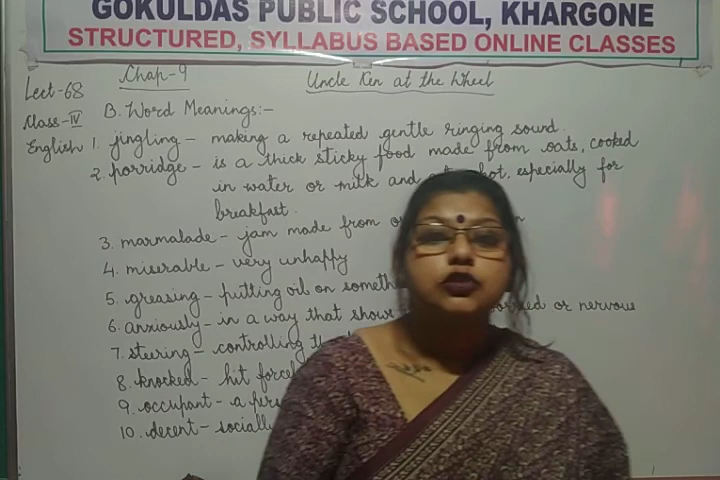 GOKULDAS PUBLIC SCHOOL, KHARGONE
STRUCTURED, SYLLABUS BASED ONLINE CLASSES
Lect-68
Chap-9
Uncle Ken at the Wheel
Class-IV
English
B. Word Meanings:-
1. jingling - making a repeated gentle ringing sound.
2. porridge - is a thick sticky food made from oats, cooked
in water or milk and hot, especially for
breakfast.
3. marmalade - jam made from
4. miserable - very unhappy
5. greasing - putting oil on
6. anxiously - in a way that show or nervous
7. steering - controlling
8. knocked - hit
9. occupant - a
10. decent - socially